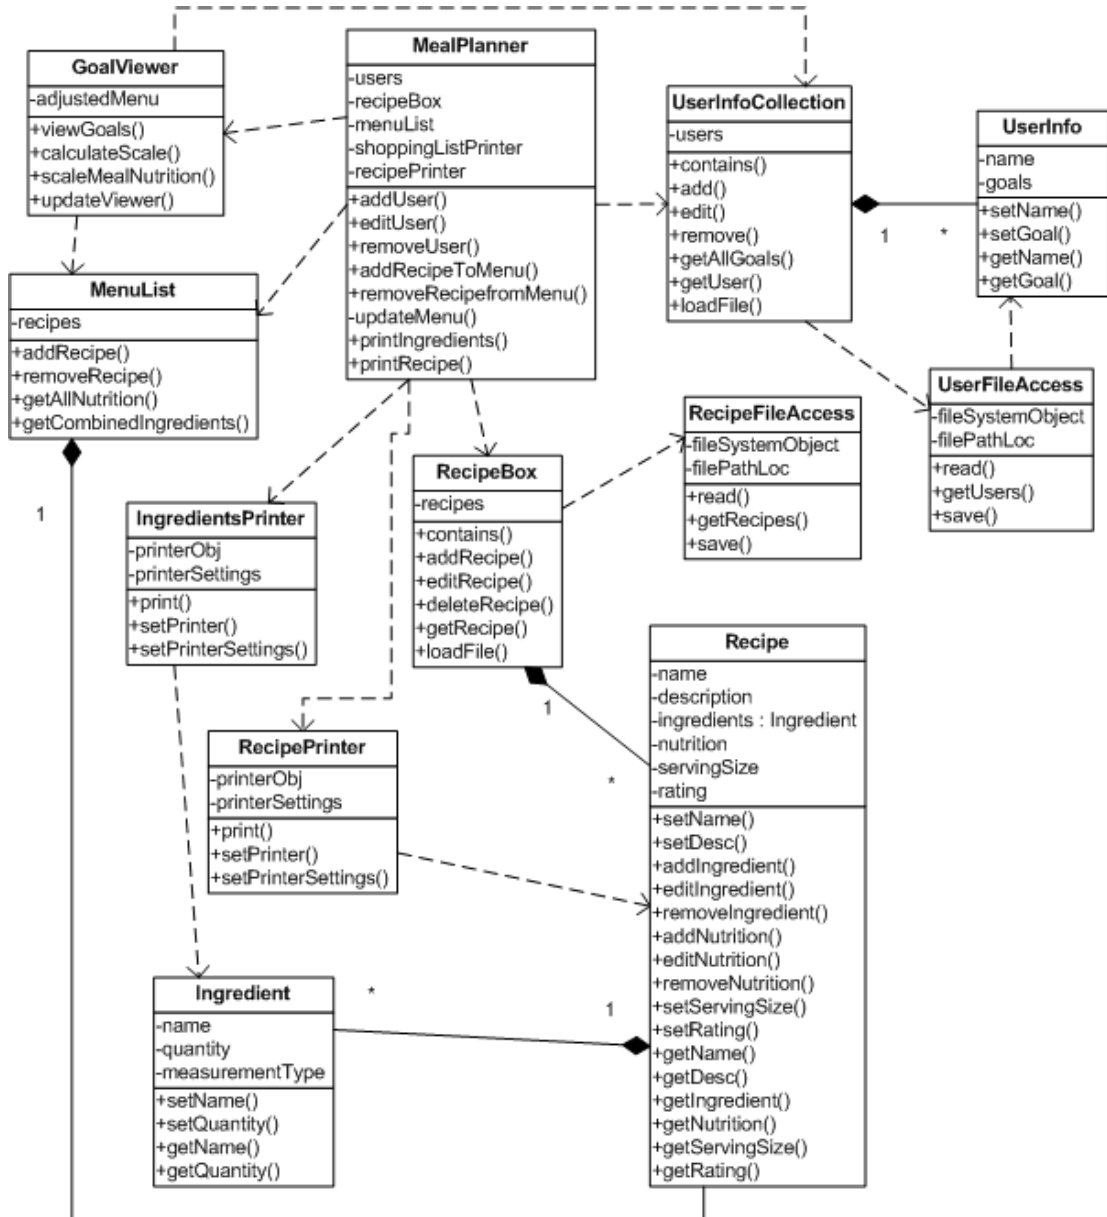 GoalViewer
-adjustedMenu
+viewGoals()
+calculateScale()
+scaleMealNutrition()
+updateViewer()
MealPlanner
-users
-recipeBox
-menuList
-shoppingListPrinter
-recipePrinter
+addUser()
+editUser()
+removeUser()
+addRecipeToMenu()
+removeRecipefromMenu()
-updateMenu()
+printIngredients()
+printRecipe()
UserInfoCollection
-users
+contains()
+add()
+edit()
+remove()
+getAllGoals()
+getUser()
+loadFile()
1
*
UserInfo
-name
-goals
+setName()
+setGoal()
+getName()
+getGoal()
MenuList
-recipes
+addRecipe()
+removeRecipe()
+getAllNutrition()
+getCombinedIngredients()
1
UserFileAccess
-fileSystemObject
-filePathLoc
+read()
+getUsers()
+save()
RecipeFileAccess
-fileSystemObject
-filePathLoc
+read()
+getRecipes()
+save()
RecipeBox
-recipes
+contains()
+addRecipe()
+editRecipe()
+deleteRecipe()
+getRecipe()
+loadFile()
1
*
IngredientsPrinter
-printerObj
-printerSettings
+print()
+setPrinter()
+setPrinterSettings()
RecipePrinter
-printerObj
-printerSettings
+print()
+setPrinter()
+setPrinterSettings()
Recipe
-name
-description
-ingredients : Ingredient
-nutrition
-servingSize
-rating
+setName()
+setDesc()
+addIngredient()
+editIngredient()
+removeIngredient()
+addNutrition()
+editNutrition()
+removeNutrition()
+setServingSize()
+setRating()
+getName()
+getDesc()
+getIngredient()
+getNutrition()
+getServingSize()
+getRating()
Ingredient
-name
-quantity
-measurementType
+setName()
+setQuantity()
+getName()
+getQuantity()
*
1